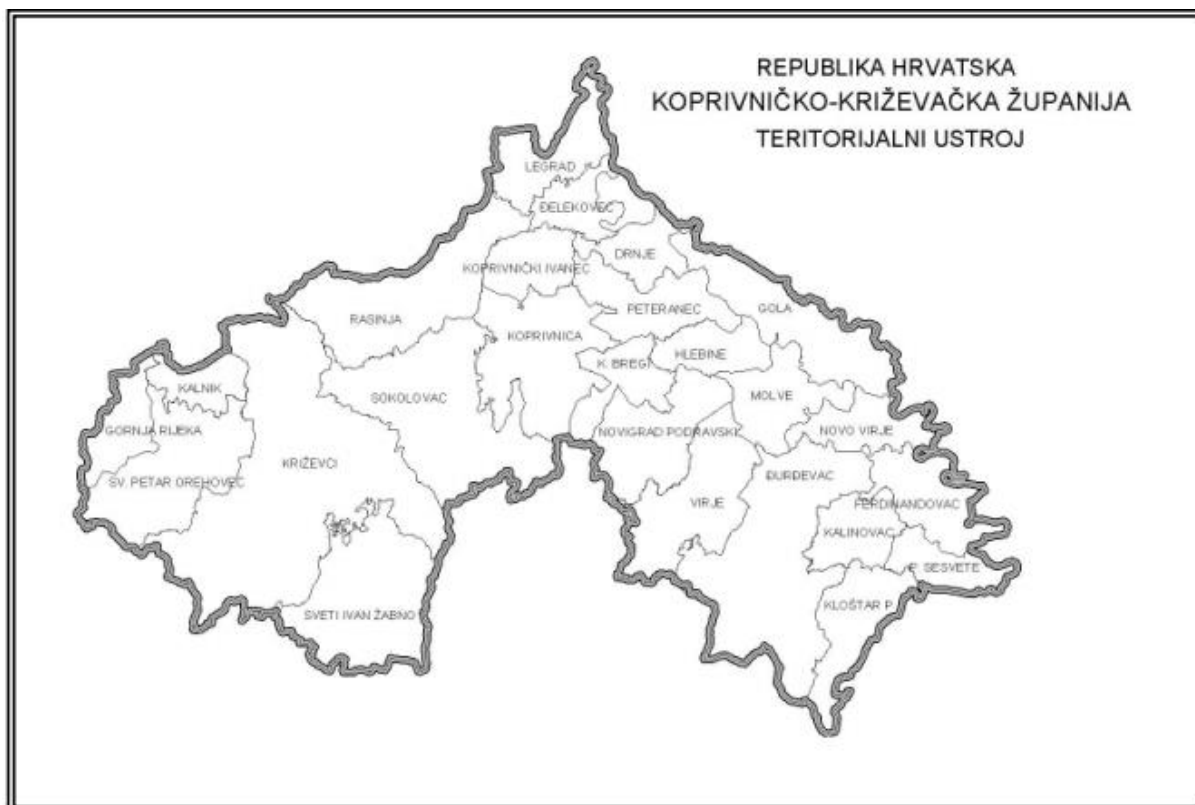 REPUBLIKA HRVATSKA
KOPRIVNIČKO-KRIŽEVAČKA ŽUPANIJA
TERITORIJALNI USTROJ
LEGRAD
ĐELEKOVEC
DRNJE
KOPRIVNIČKI IVANEC
RASINJA
PETERANEC
GOLA
KOPRIVNICA
K. BREGI
HLEBINE
KALNIK
SOKOLOVAC
MOLVE
GORNJA RIJEKA
NOVIGRAD PODRAVSKI
NOVO VIRJE
KRIŽEVCI
SV. PETAR OREHOVEC
ĐURĐEVAC
VIRJE
FERDINANDOVAC
KALINOVAC
P. SESVETE
KLOŠTAR P.
SVETI IVAN ŽABNO